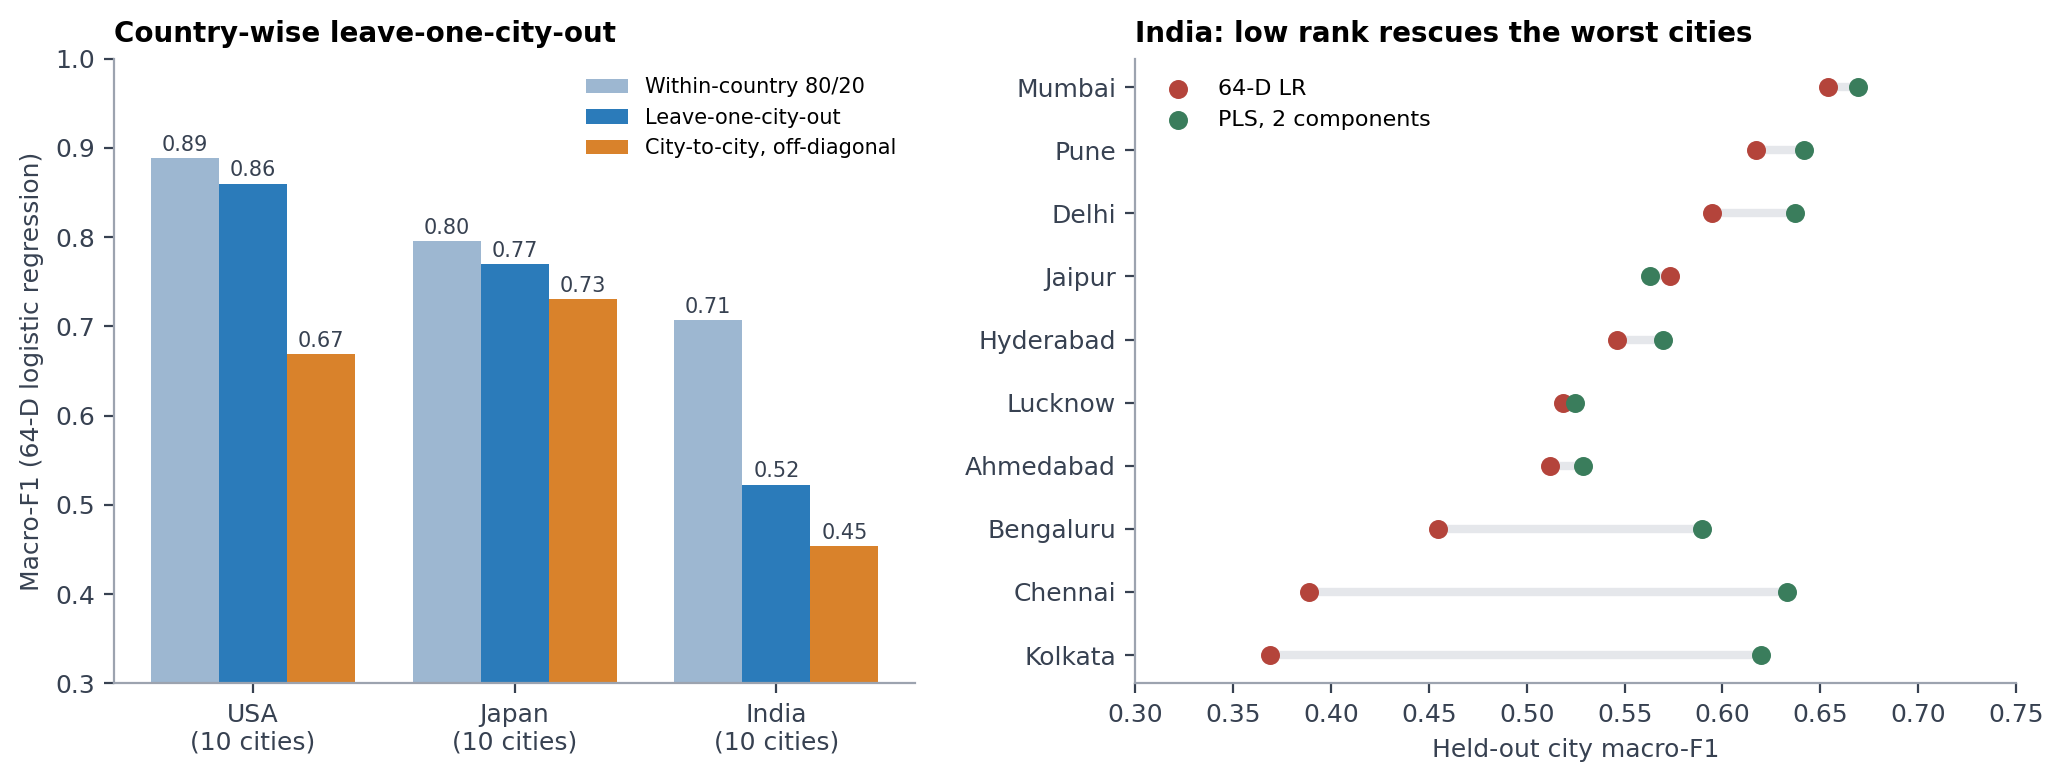 Country-wise leave-one-city-out
Macro-F1 (64-D logistic regression)
1.0
0.9
0.8
0.7
0.6
0.5
0.4
0.3
Within-country 80/20
Leave-one-city-out
City-to-city, off-diagonal
0.89
0.86
0.67
0.80
0.77
0.73
0.71
0.52
0.45
USA
(10 cities)
Japan
(10 cities)
India
(10 cities)
India: low rank rescues the worst cities
64-D LR
PLS, 2 components
Mumbai
Pune
Delhi
Jaipur
Hyderabad
Lucknow
Ahmedabad
Bengaluru
Chennai
Kolkata
0.30 0.35 0.40 0.45 0.50 0.55 0.60 0.65 0.70 0.75
Held-out city macro-F1